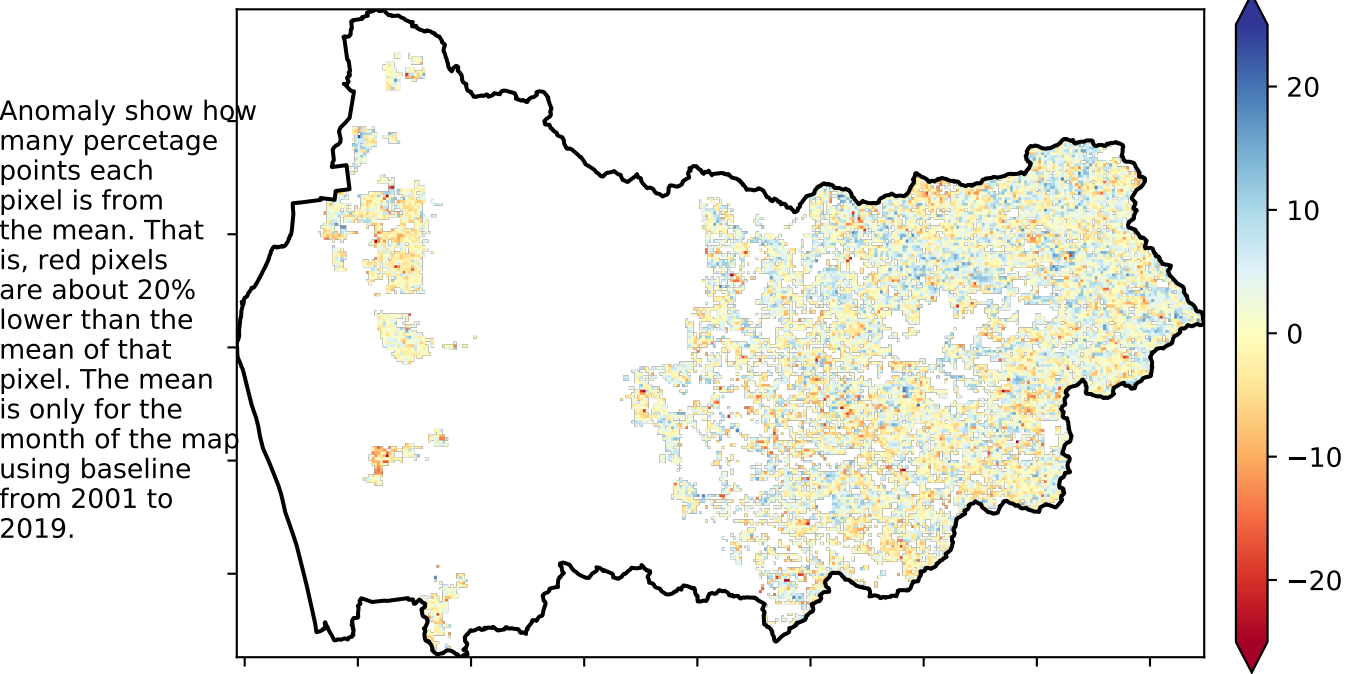 Anomaly show how
many percetage
points each
pixel is from
the mean. That
is, red pixels
are about 20%
lower than the
mean of that
pixel. The mean
is only for the
month of the map
using baseline
from 2001 to
2019.
20
10
0
−10
−20